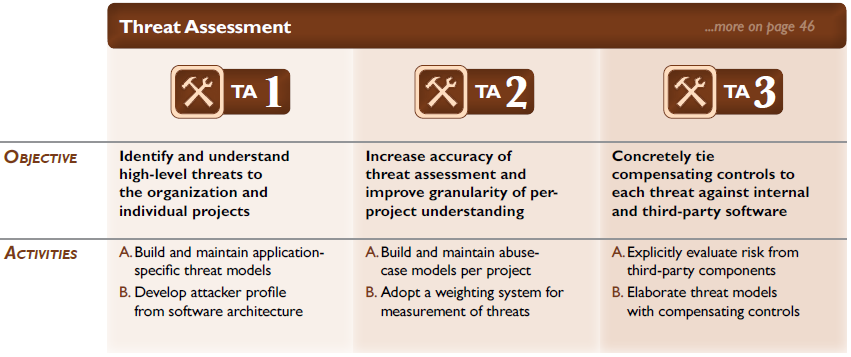 Threat Assessment ...more on page 46
TA 1 TA 2 TA 3
OBJECTIVE
Identify and understand
high-level threats to
the organization and
individual projects
Increase accuracy of
threat assessment and
improve granularity of per-
project understanding
Concretely tie
compensating controls to
each threat against internal
and third-party software
ACTIVITIES
A. Build and maintain application-
specific threat models
B. Develop attacker profile
from software architecture
A. Build and maintain abuse-
case models per project
B. Adopt a weighting system for
measurement of threats
A. Explicitly evaluate risk from
third-party components
B. Elaborate threat models
with compensating controls